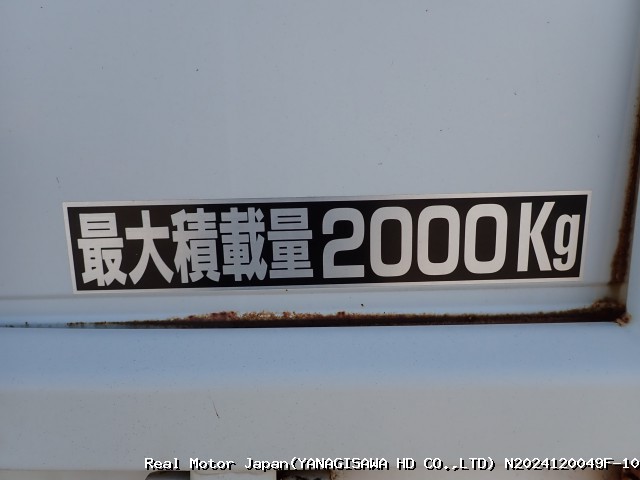 最大積載量2000Kg
Real Motor Japan(YANAGISAWA HD CO.,LTD) N2024120049F-10